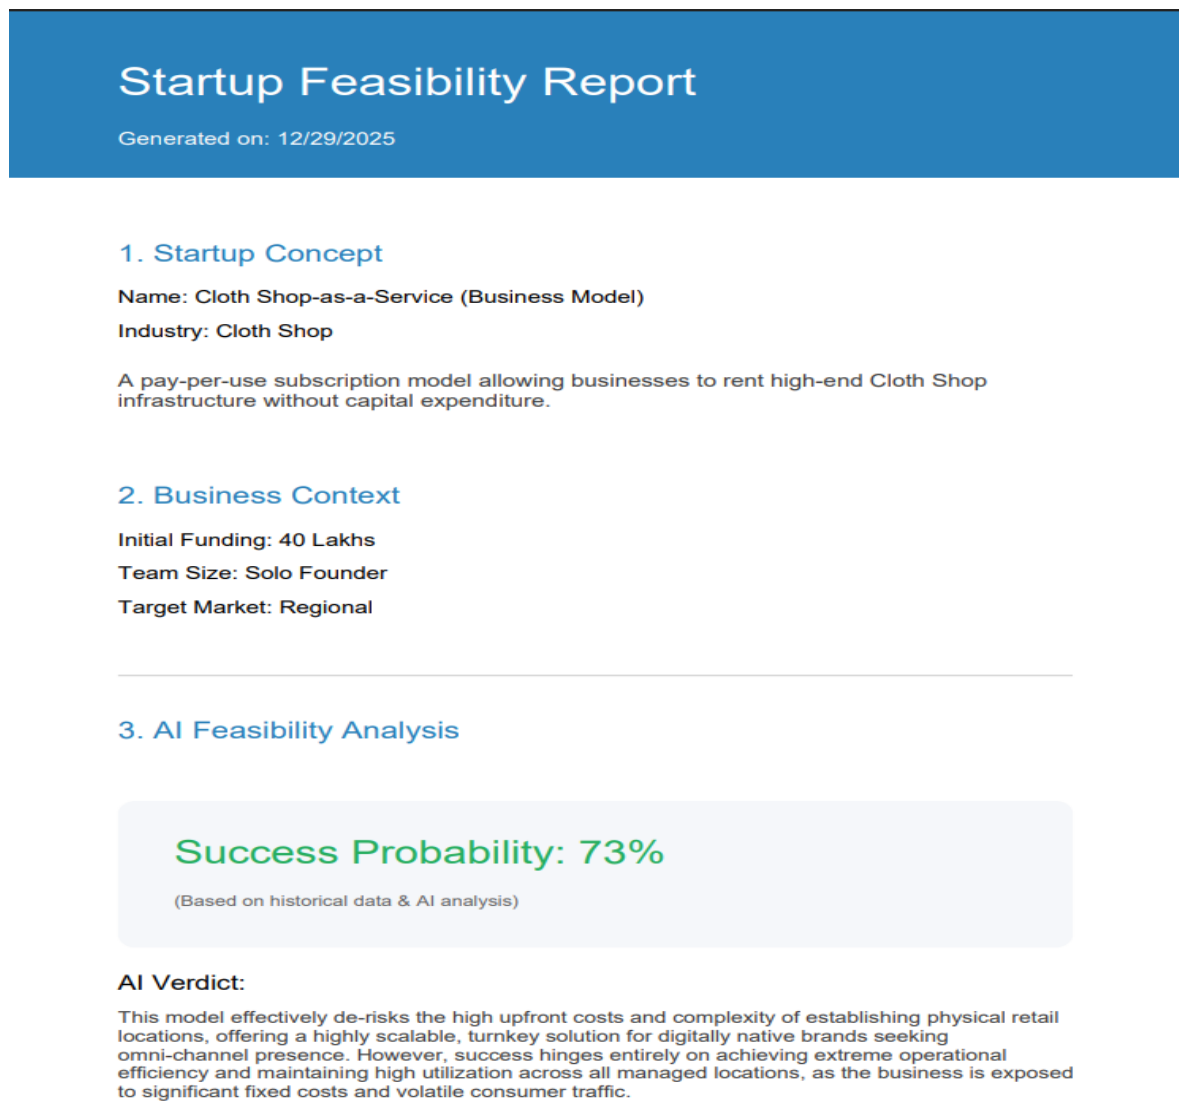 Startup Feasibility Report
Generated on: 12/29/2025
1. Startup Concept
Name: Cloth Shop-as-a-Service (Business Model)
Industry: Cloth Shop
A pay-per-use subscription model allowing businesses to rent high-end Cloth Shop
infrastructure without capital expenditure.
2. Business Context
Initial Funding: 40 Lakhs
Team Size: Solo Founder
Target Market: Regional
3. AI Feasibility Analysis
Success Probability: 73%
(Based on historical data & AI analysis)
AI Verdict:
This model effectively de-risks the high upfront costs and complexity of establishing physical retail
locations, offering a highly scalable, turnkey solution for digitally native brands seeking
omni-channel presence. However, success hinges entirely on achieving extreme operational
efficiency and maintaining high utilization across all managed locations, as the business is exposed
to significant fixed costs and volatile consumer traffic.